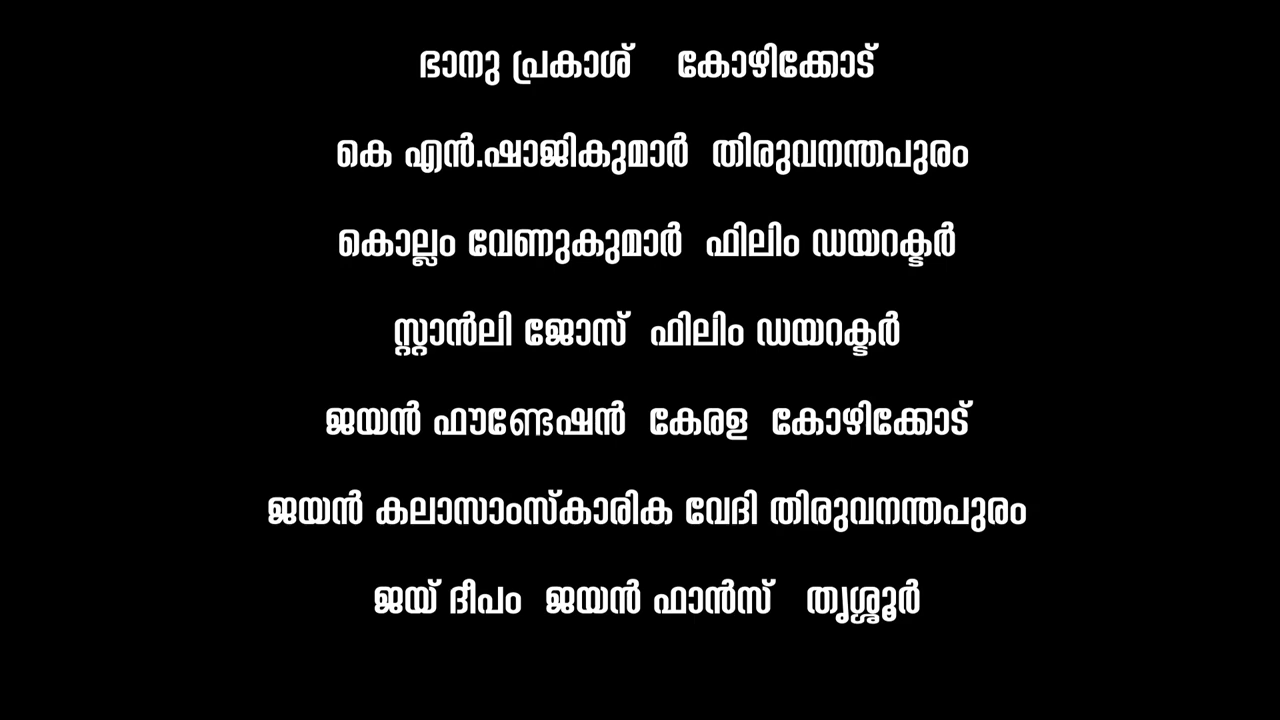 ഭാനു പ്രകാശ് കോഴിക്കോട്
കെ എൻ.ഷാജികുമാർ തിരുവനന്തപുരം
കൊല്ലം വേണുകുമാർ ഫിലിം ഡയറക്ടർ
സ്റ്റാൻലി ജോസ് ഫിലിം ഡയറക്ടർ
ജയൻ ഫൗണ്ടേഷൻ കേരള കോഴിക്കോട്
ജയൻ കലാസാംസ്കാരിക വേദി തിരുവനന്തപുരം
ജയ് ദീപം ജയൻ ഫാൻസ് തൃശ്ശൂർ